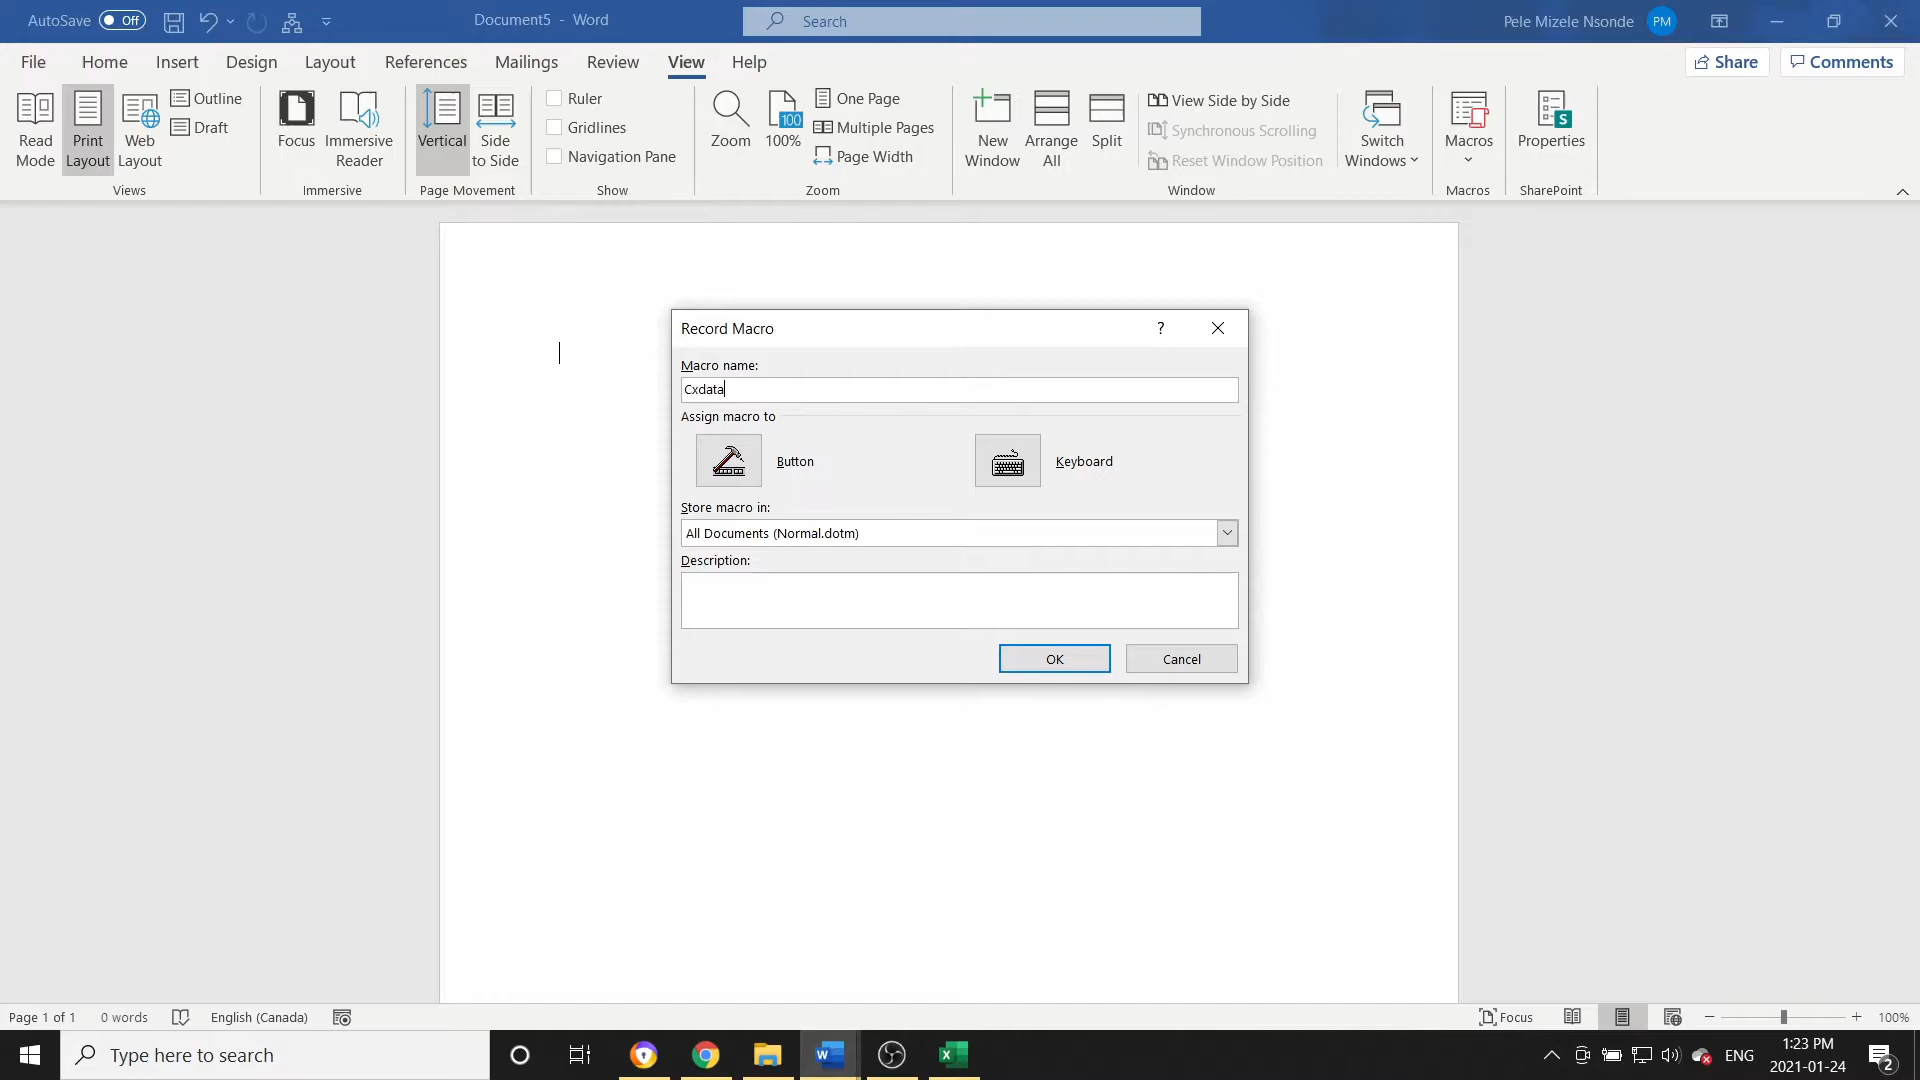 AutoSave Off Document5 - Word Search Pele Mizele Nsonde PM
File Home Insert Design Layout References Mailings Review View Help Share Comments
Read Mode
Print Layout
Web Layout
Outline
Draft
Views
Focus
Immersive Reader
Immersive
Vertical
Side to Side
Page Movement
Ruler
Gridlines
Navigation Pane
Show
Zoom
100
100%
One Page
Multiple Pages
Page Width
Zoom
New Window
Arrange All
Split
View Side by Side
Synchronous Scrolling
Reset Window Position
Window
Switch Windows
Macros
Macros
S
Properties
SharePoint
Record Macro ?
Macro name:
Cxdata
Assign macro to
Button Keyboard
Store macro in:
All Documents (Normal.dotm)
Description:
OK Cancel
Page 1 of 1 0 words English (Canada) Focus 100%
Type here to search W X ENG
1:23 PM
2021-01-24
2